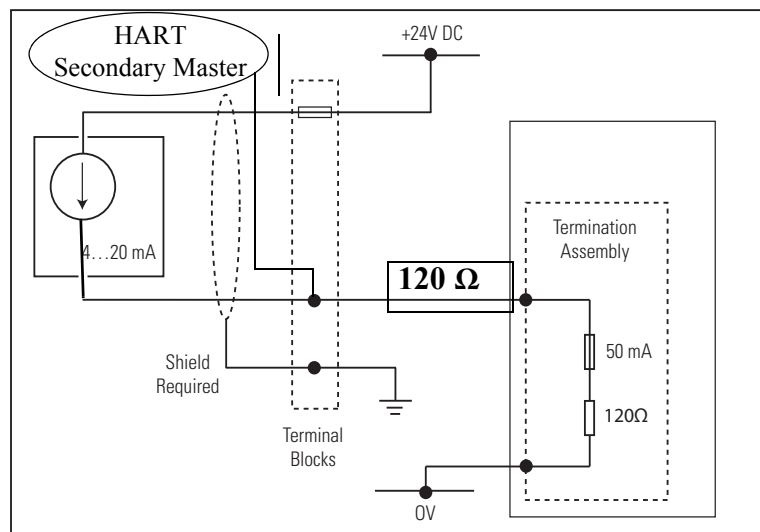 HART
Secondary Master
+24V DC
4…20 mA
120 Ω
Termination
Assembly
50 mA
120Ω
Shield
Required
Terminal
Blocks
0V